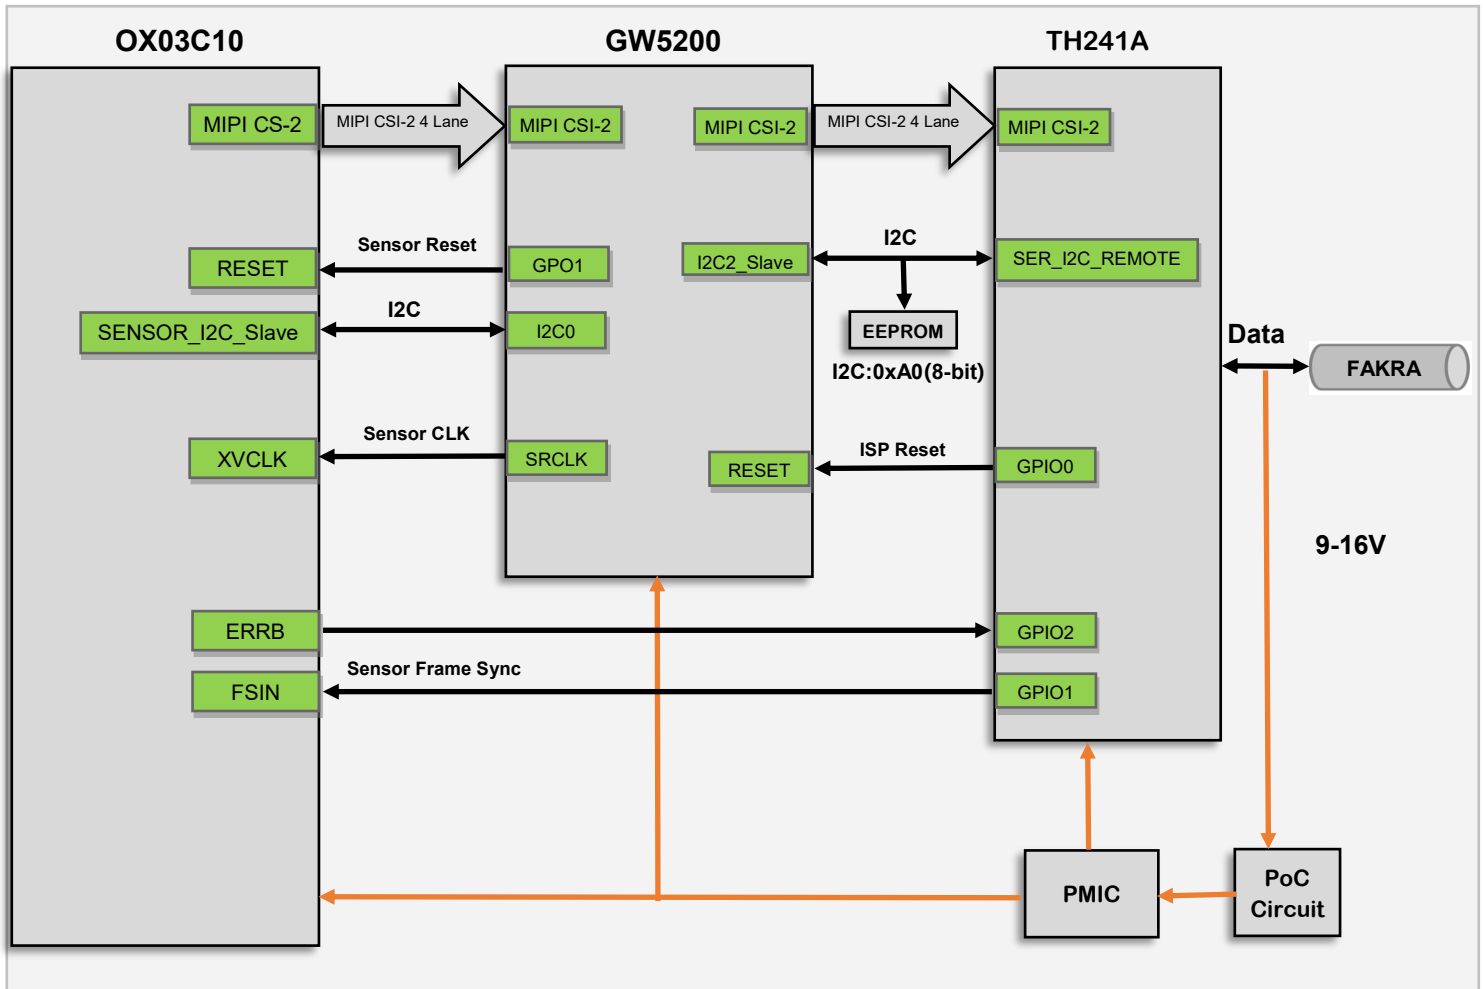 OX03C10
GW5200
TH241A
MIPI CS-2
MIPI CSI-2 4 Lane
MIPI CSI-2
MIPI CSI-2
MIPI CSI-2 4 Lane
MIPI CSI-2
RESET
Sensor Reset
GPO1
I2C2_Slave
I2C
SER_I2C_REMOTE
SENSOR_I2C_Slave
I2C
I2C0
EEPROM
I2C:0xA0(8-bit)
Data
FAKRA
XVCLK
Sensor CLK
SRCLK
RESET
ISP Reset
GPIO0
9-16V
ERRB
GPIO2
FSIN
Sensor Frame Sync
GPIO1
PMIC
PoC
Circuit